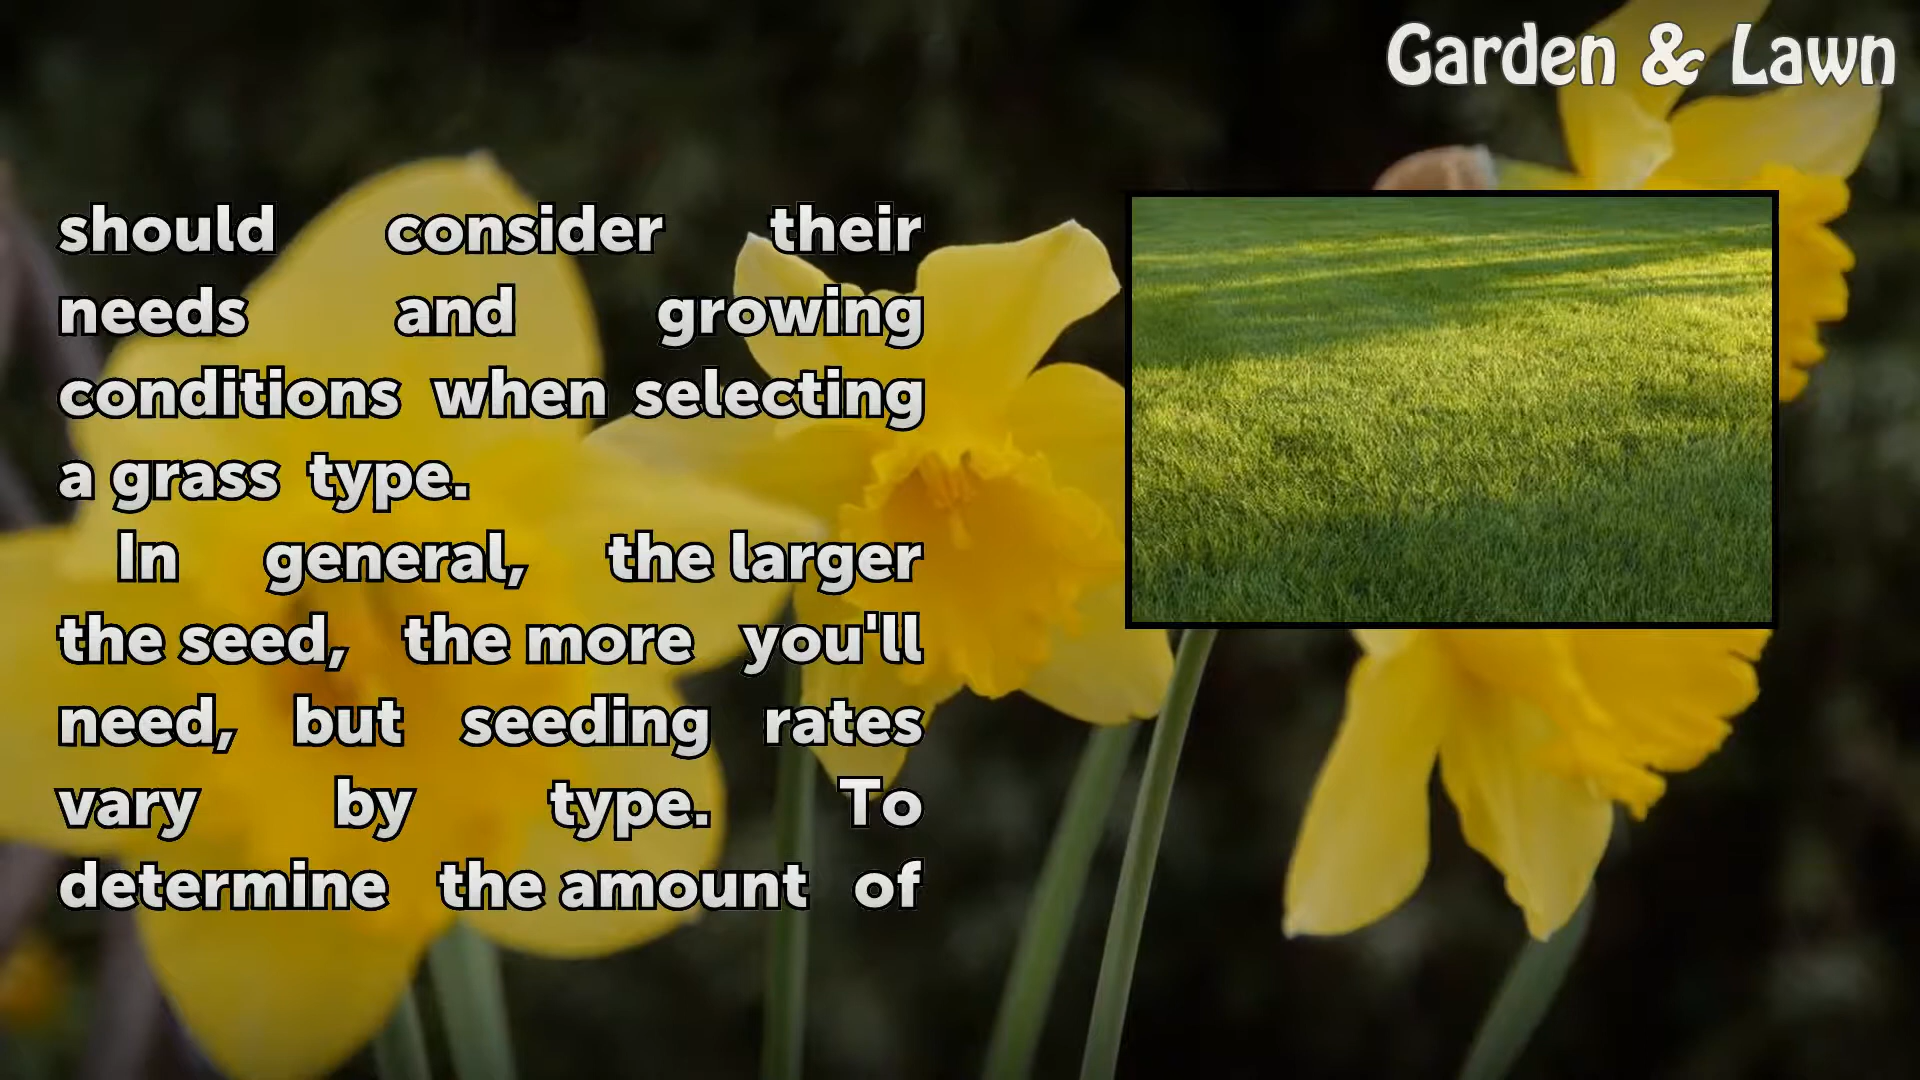 Garden & Lawn
should consider their
needs and growing
conditions when selecting
a grass type.
In general, the larger
the seed, the more you'll
need, but seeding rates
vary by type. To
determine the amount of